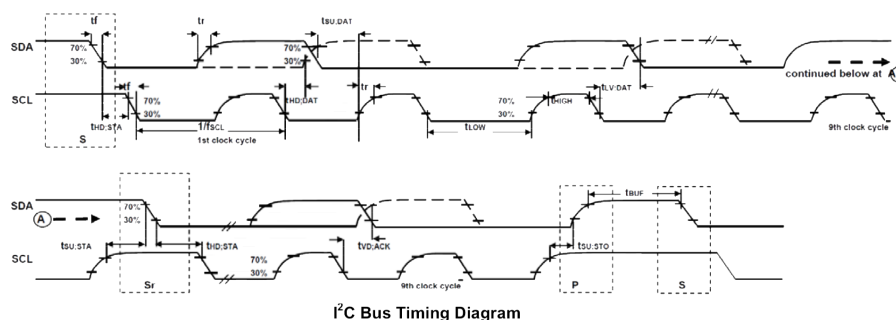 tf
tr
tSU;DAT
SDA
70%
30%
70%
30%
continued below at A
tf
tHD;DAT
tr
SCL
70%
30%
70%
30%
tHIGH
tLV;DAT
tHD;STA
1/fSCL
tLOW
S
1st clock cycle
9th clock cycle
tBUF
SDA
A
70%
30%
tSU;STA
tHD;STA
tVD;ACK
tSU:STO
SCL
70%
30%
9th clock cycle
Sr
P
S
I²C Bus Timing Diagram